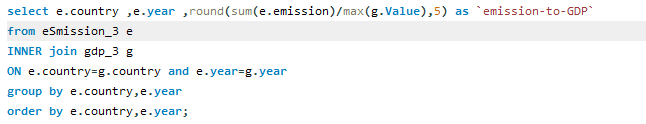 select e.country ,e.year ,round(sum(e.emission)/max(g.Value),5) as `emission-to-GDP`
from eSmission_3 e
INNER join gdp_3 g
ON e.country=g.country and e.year=g.year
group by e.country,e.year
order by e.country,e.year;